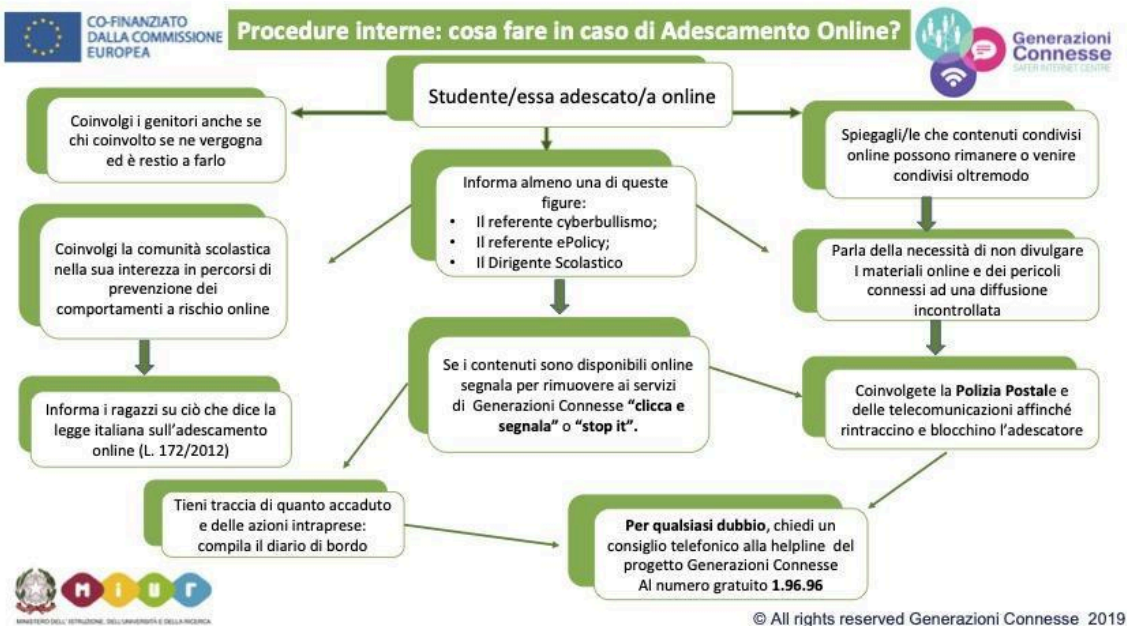 CO-FINANZIATO
DALLA COMMISSIONE
EUROPEA
Procedure interne: cosa fare in caso di Adescamento Online?
Generazioni
Connesse
SAFER INTERNET CENTRE
Studente/essa adescato/a online
Coinvolgi i genitori anche se
chi coinvolto se ne vergogna
ed è restio a farlo
Spiegagli/le che contenuti condivisi
online possono rimanere o venire
condivisi oltremodo
Informa almeno una di queste
figure:
• Il referente cyberbullismo;
• Il referente ePolicy;
• Il Dirigente Scolastico
Coinvolgi la comunità scolastica
nella sua interezza in percorsi di
prevenzione dei
comportamenti a rischio online
Parla della necessità di non divulgare
I materiali online e dei pericoli
connessi ad una diffusione
incontrollata
Se i contenuti sono disponibili online
segnala per rimuovere ai servizi
di Generazioni Connesse “clicca e
segnala” o “stop it”.
Informa i ragazzi su ciò che dice la
legge italiana sull’adescamento
online (L. 172/2012)
Coinvolgete la Polizia Postale e
delle telecomunicazioni affinché
rintraccino e blocchino l’adescatore
Tieni traccia di quanto accaduto
e delle azioni intraprese:
compila il diario di bordo
Per qualsiasi dubbio, chiedi un
consiglio telefonico alla helpline del
progetto Generazioni Connesse
Al numero gratuito 1.96.96
MIUR
MINISTERO DELL'ISTRUZIONE, DELL'UNIVERSITÀ E DELLA RICERCA
© All rights reserved Generazioni Connesse 2019